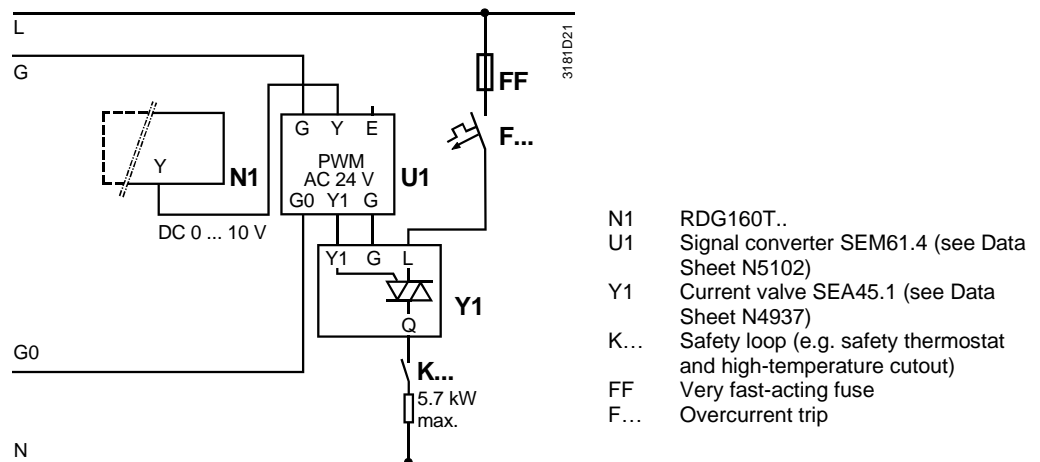 L
3181D21
G
FF
G Y E
F...
Y
N1
PWM
AC 24 V
U1
G0 Y1 G
DC 0 ... 10 V
Y1 G L
Y1
Q
G0
K...
5.7 kW
max.
N
N1 RDG160T..
U1 Signal converter SEM61.4 (see Data
Sheet N5102)
Y1 Current valve SEA45.1 (see Data
Sheet N4937)
K… Safety loop (e.g. safety thermostat
and high-temperature cutout)
FF Very fast-acting fuse
F… Overcurrent trip